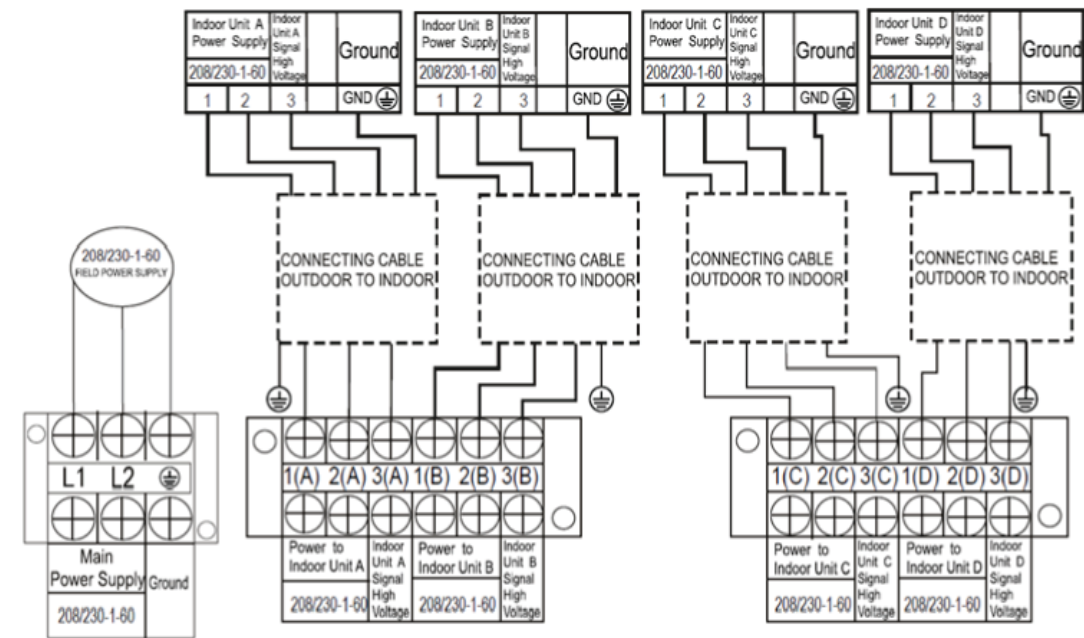 Indoor Unit A
Power Supply
208/230-1-60
Indoor
Unit A
Signal
High
Voltage
Ground
1 2 3 GND
Indoor Unit B
Power Supply
208/230-1-60
Indoor
Unit B
Signal
High
Voltage
Ground
1 2 3 GND
Indoor Unit C
Power Supply
208/230-1-60
Indoor
Unit C
Signal
High
Voltage
Ground
1 2 3 GND
Indoor Unit D
Power Supply
208/230-1-60
Indoor
Unit D
Signal
High
Voltage
Ground
1 2 3 GND
208/230-1-60
FIELD POWER SUPPLY
CONNECTING CABLE
OUTDOOR TO INDOOR
CONNECTING CABLE
OUTDOOR TO INDOOR
CONNECTING CABLE
OUTDOOR TO INDOOR
CONNECTING CABLE
OUTDOOR TO INDOOR
L1 L2
Main
Power Supply
208/230-1-60
Ground
1(A) 2(A) 3(A) 1(B) 2(B) 3(B)
Power to
Indoor Unit A
208/230-1-60
Indoor
Unit A
Signal
High
Voltage
Power to
Indoor Unit B
208/230-1-60
Indoor
Unit B
Signal
High
Voltage
1(C) 2(C) 3(C) 1(D) 2(D) 3(D)
Power to
Indoor Unit C
208/230-1-60
Indoor
Unit C
Signal
High
Voltage
Power to
Indoor Unit D
208/230-1-60
Indoor
Unit D
Signal
High
Voltage